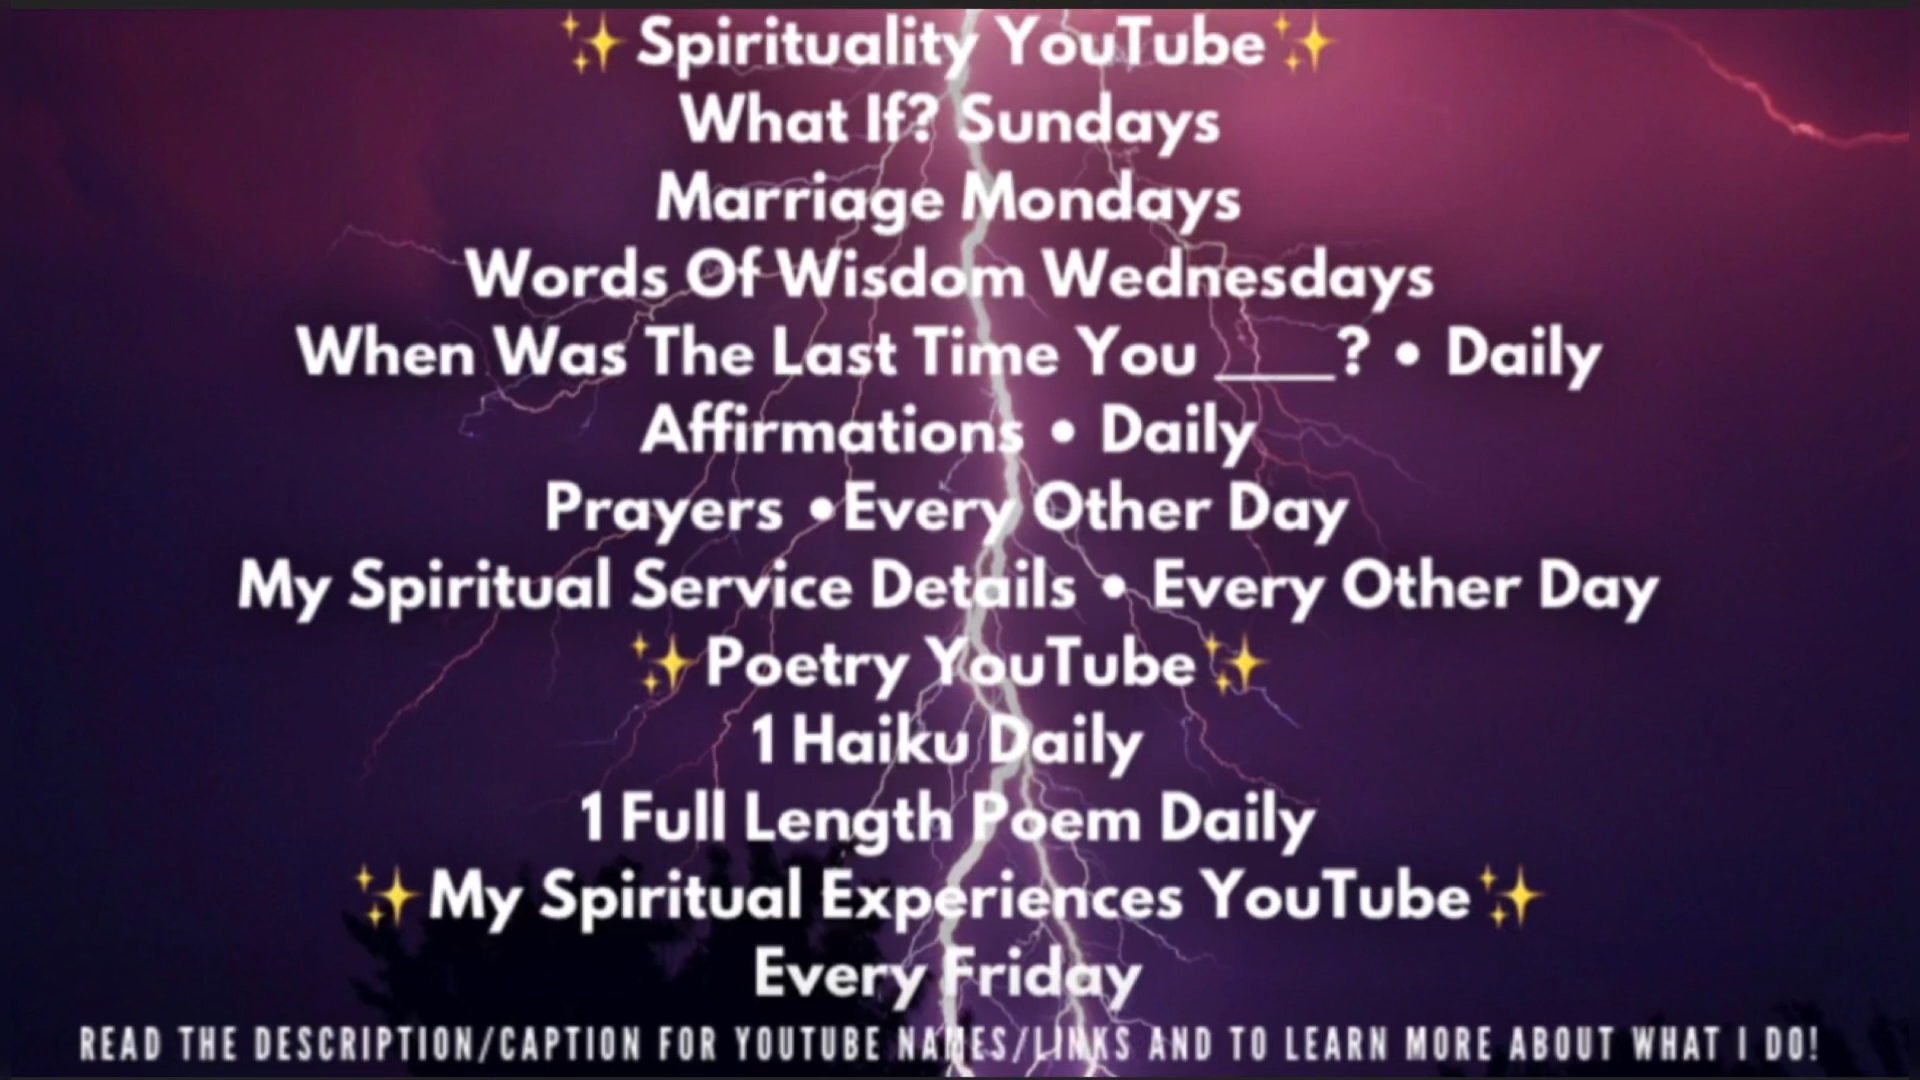 ✨Spirituality YouTube✨
What If? Sundays
Marriage Mondays
Words Of Wisdom Wednesdays
When Was The Last Time You ____? • Daily
Affirmations • Daily
Prayers •Every Other Day
My Spiritual Service Details • Every Other Day
✨Poetry YouTube✨
1 Haiku Daily
1 Full Length Poem Daily
✨My Spiritual Experiences YouTube✨
Every Friday
READ THE DESCRIPTION/CAPTION FOR YOUTUBE NAMES/LINKS AND TO LEARN MORE ABOUT WHAT I DO!